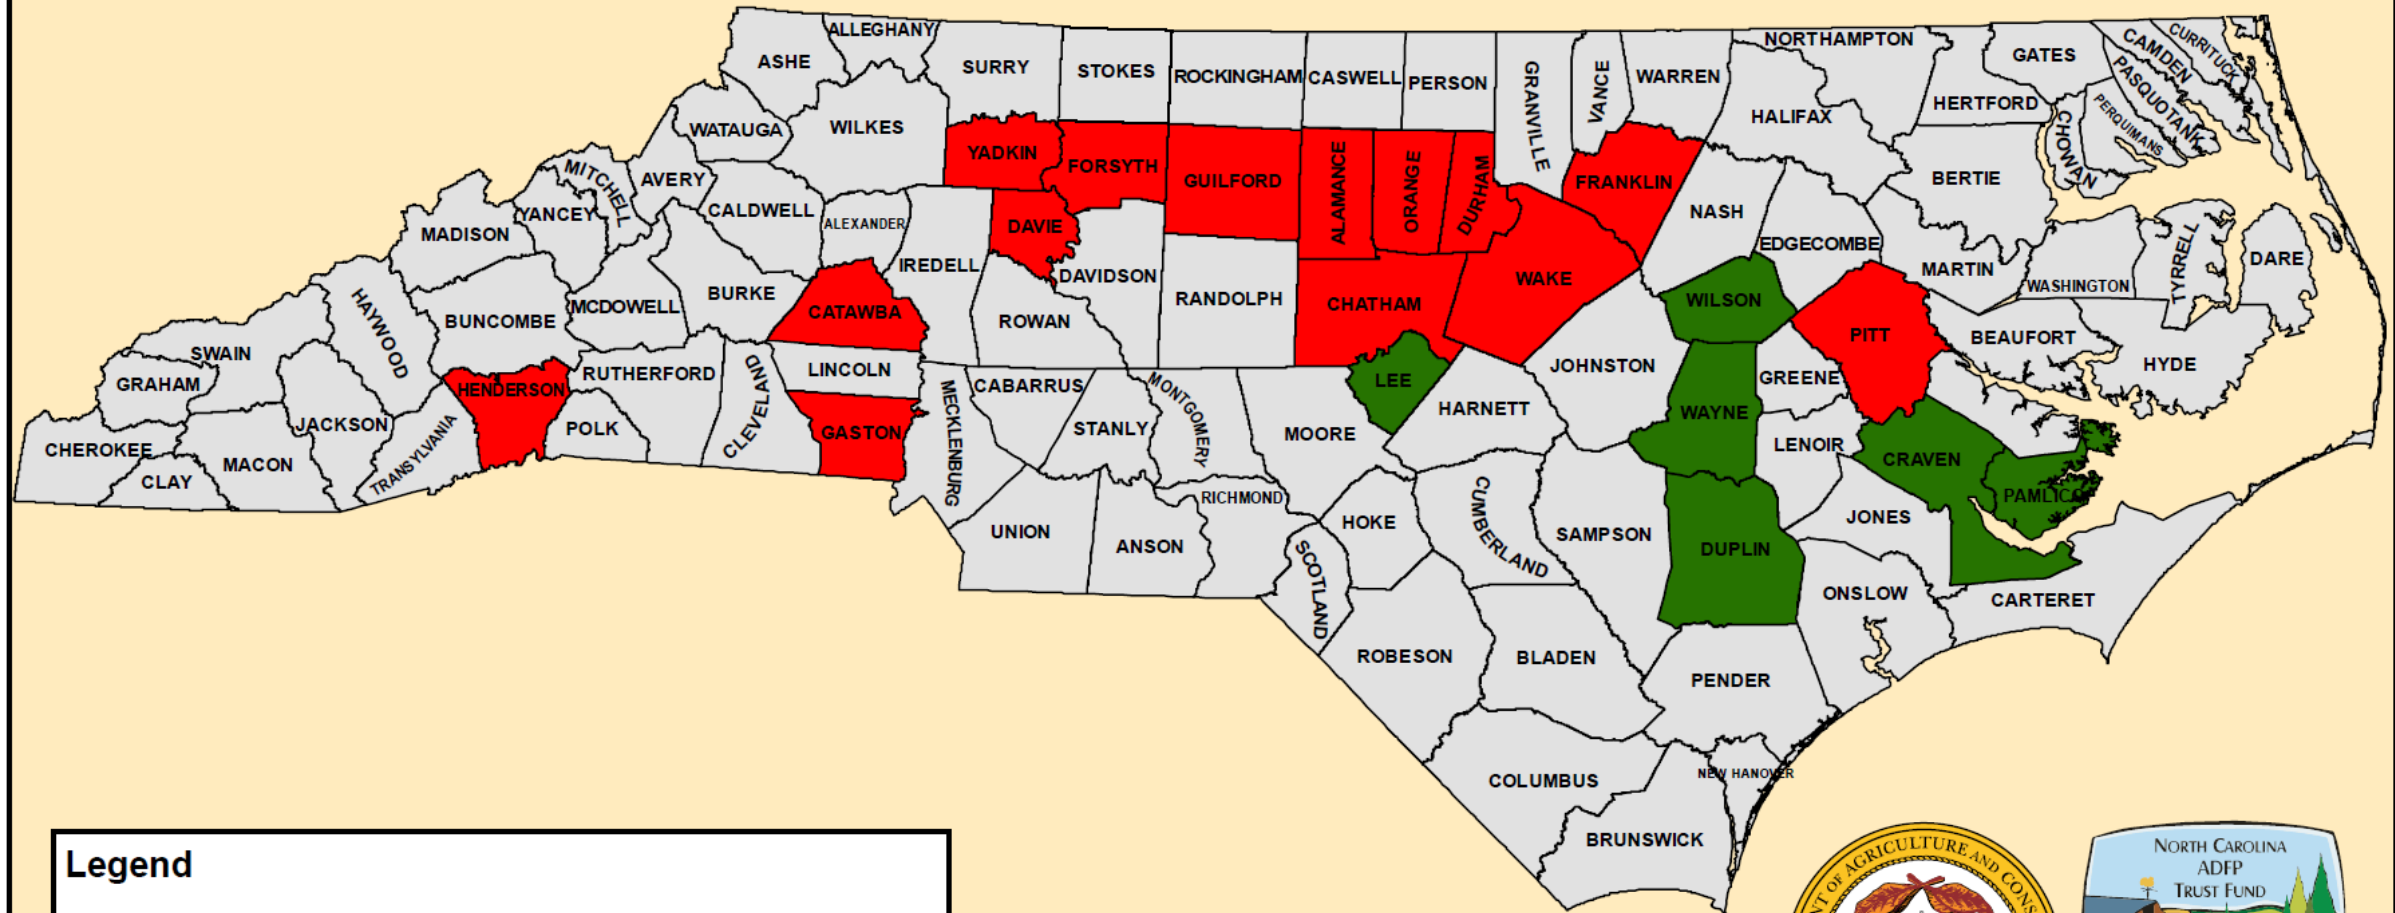 ALLEGHANY
NORTHAMPTON
CURRITUCK
CAMDEN
GATES
ASHE
SURRY
STOKES
ROCKINGHAM
CASWELL
PERSON
GRANVILLE
VANCE
WARREN
PASQUOTANK
HERTFORD
PERQUIMANS
CHOWAN
HALIFAX
WATAUGA
WILKES
YADKIN
FORSYTH
GUILFORD
ALAMANCE
ORANGE
DURHAM
FRANKLIN
BERTIE
MITCHELL
AVERY
YANCEY
CALDWELL
ALEXANDER
DAVIE
NASH
EDGECOMBE
MADISON
IREDELL
DAVIDSON
WAKE
MARTIN
WASHINGTON
TYRRELL
DARE
HAYWOOD
BUNCOMBE
MCDOWELL
BURKE
CATAWBA
ROWAN
RANDOLPH
CHATHAM
WILSON
PITT
BEAUFORT
HYDE
SWAIN
GRAHAM
HENDERSON
RUTHERFORD
CLEVELAND
LINCOLN
CABARRUS
MONTGOMERY
LEE
JOHNSTON
GREENE
CHEROKEE
CLAY
MACON
JACKSON
TRANSYLVANIA
POLK
GASTON
MECKLENBURG
STANLY
MOORE
HARNETT
WAYNE
LENOIR
CRAVEN
PAMLICO
UNION
ANSON
RICHMOND
SCOTLAND
HOKE
CUMBERLAND
SAMPSON
DUPLIN
JONES
ONSLOW
CARTERET
ROBESON
BLADEN
PENDER
COLUMBUS
NEW HANOVER
BRUNSWICK
Legend
OF AGRICULTURE AND
NORTH CAROLINA
ADFP
TRUST FUND